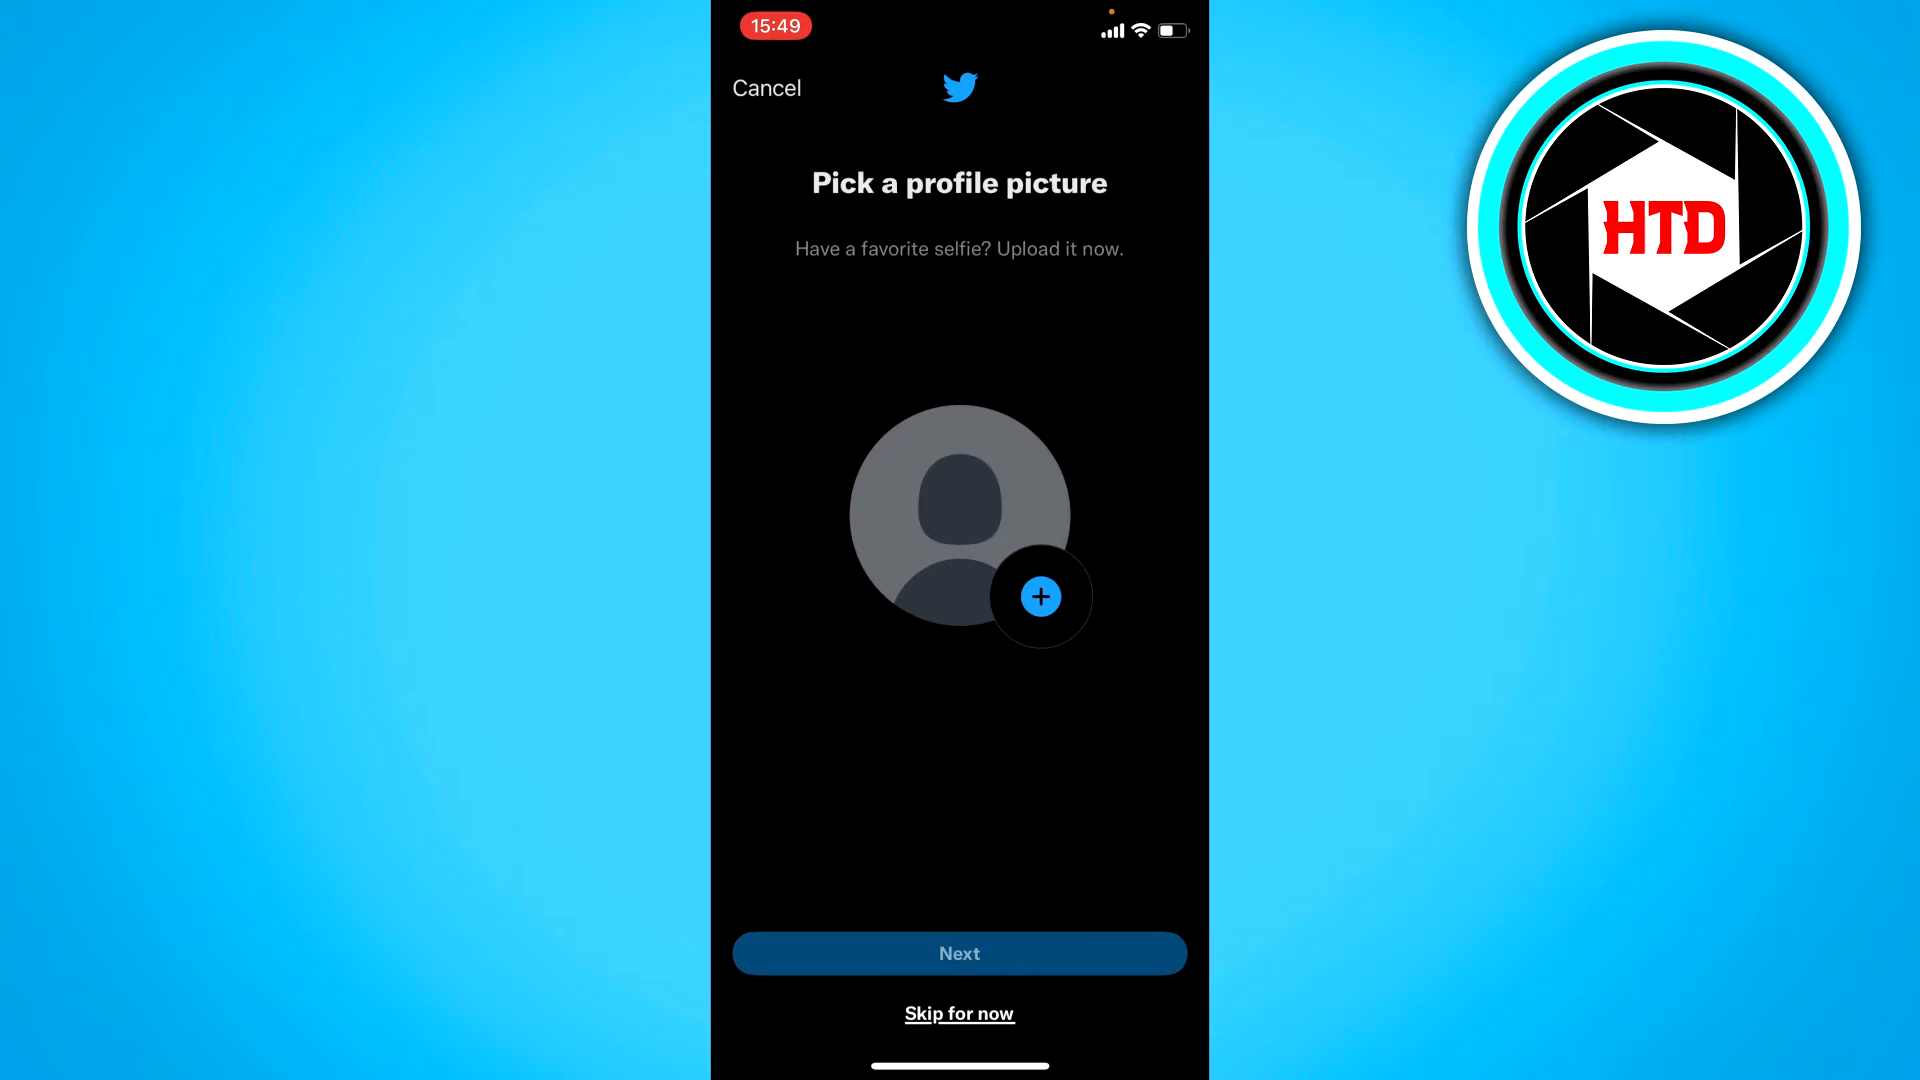 15:49
Cancel
Pick a profile picture
Have a favorite selfie? Upload it now.
HTD
Next
Skip for now